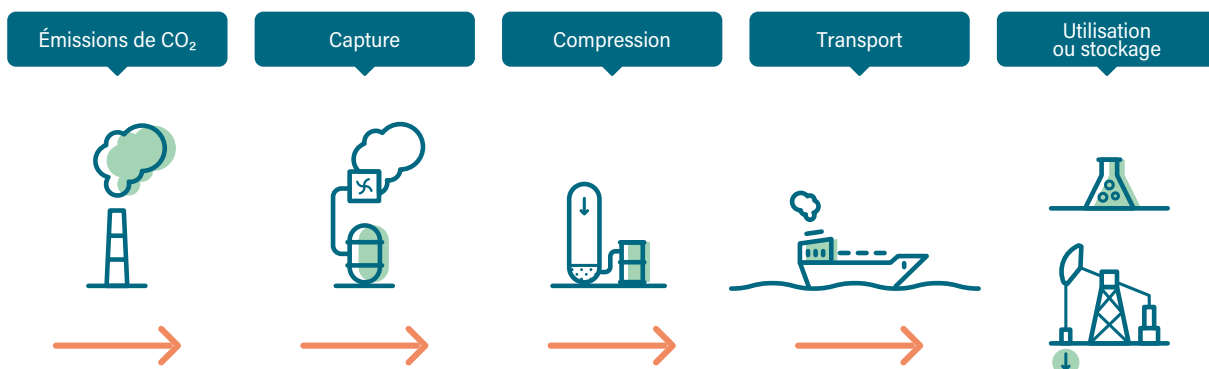 Émissions de CO₂
Capture
Compression
Transport
Utilisation
ou stockage